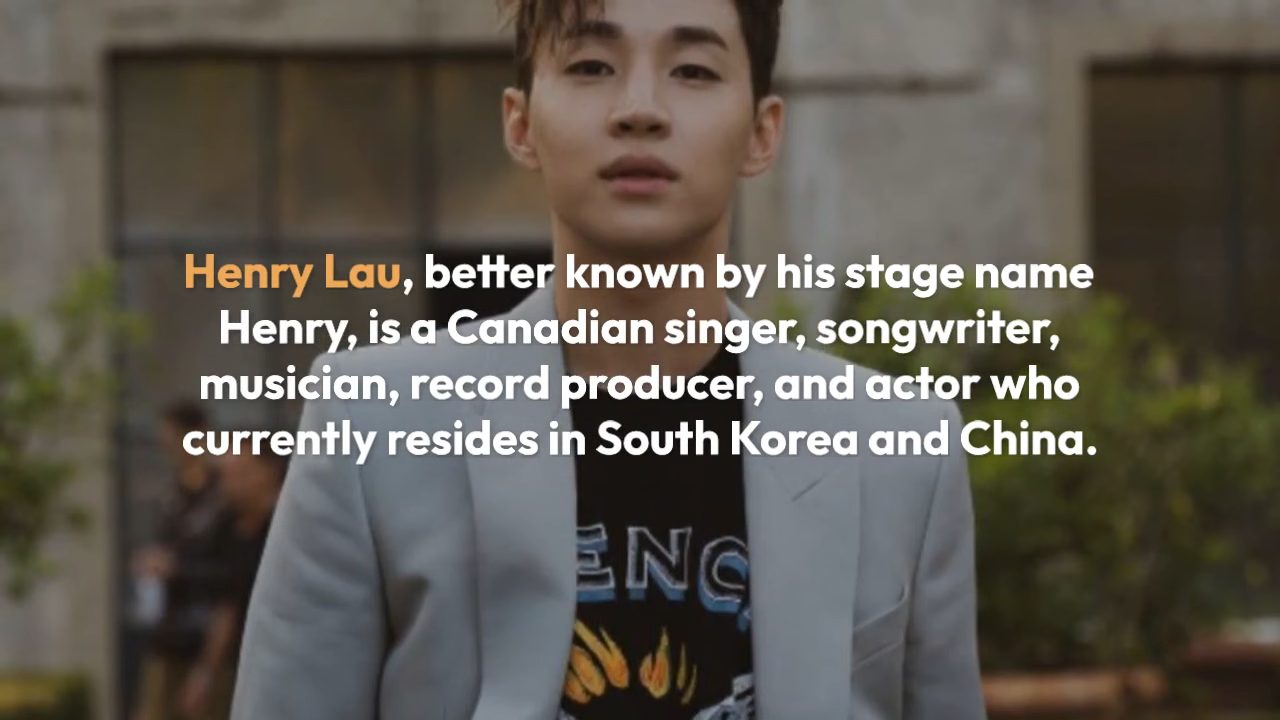 Henry Lau, better known by his stage name
Henry, is a Canadian singer, songwriter,
musician, record producer, and actor who
currently resides in South Korea and China.